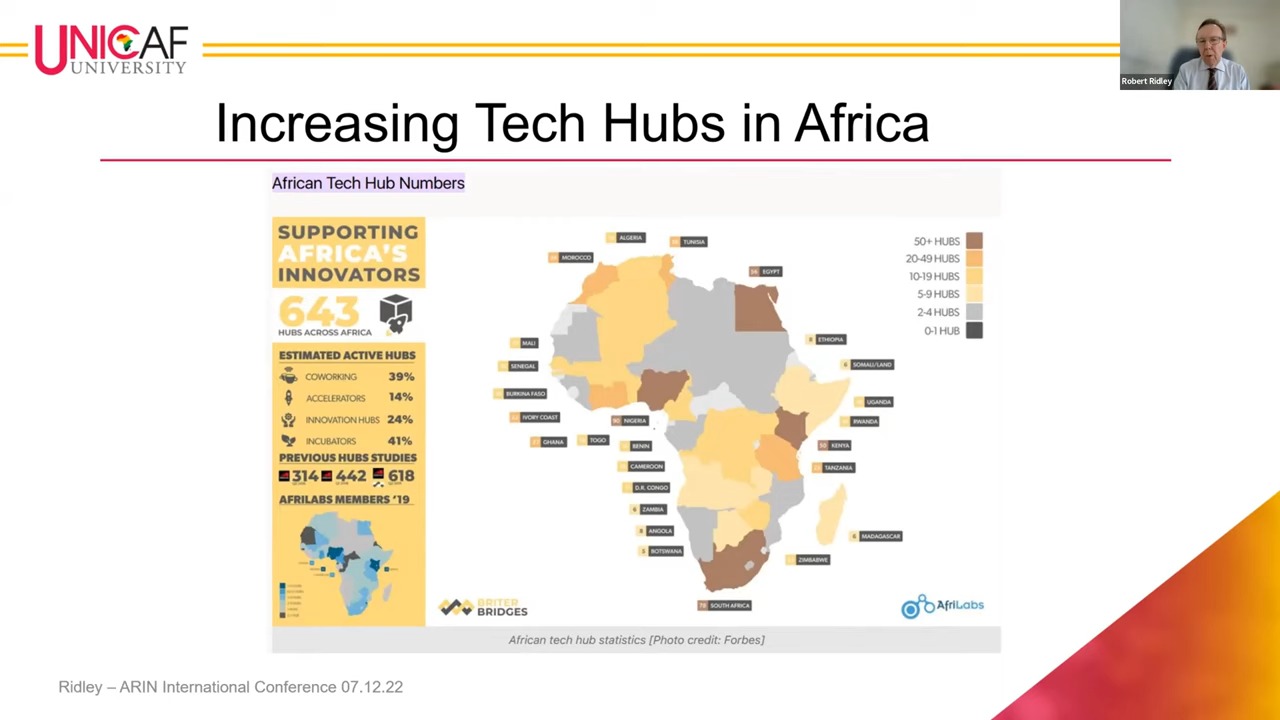 UNICAF
UNIVERSITY
Robert Ridley
Increasing Tech Hubs in Africa
African Tech Hub Numbers
SUPPORTING
AFRICA'S
INNOVATORS
643
HUBS ACROSS AFRICA
ESTIMATED ACTIVE HUBS
COWORKING 39%
ACCELERATORS 14%
INNOVATION HUBS 24%
INCUBATORS 41%
PREVIOUS HUBS STUDIES
314 442 618
AFRILABS MEMBERS '19
ALGERIA
TUNISIA
MOROCCO
EGYPT
MALI
ETHIOPIA
SENEGAL
SOMALI/LAND
BURKINA FASO
UGANDA
IVORY COAST
RWANDA
NIGERIA
GHANA
TOGO
BENIN
KENYA
CAMEROON
TANZANIA
D.R. CONGO
ZAMBIA
ANGOLA
MADAGASCAR
BOTSWANA
ZIMBABWE
SOUTH AFRICA
50+ HUBS
20-49 HUBS
10-19 HUBS
5-9 HUBS
2-4 HUBS
0-1 HUB
BRITER
BRIDGES
AfriLabs
African tech hub statistics [Photo credit: Forbes]
Ridley – ARIN International Conference 07.12.22